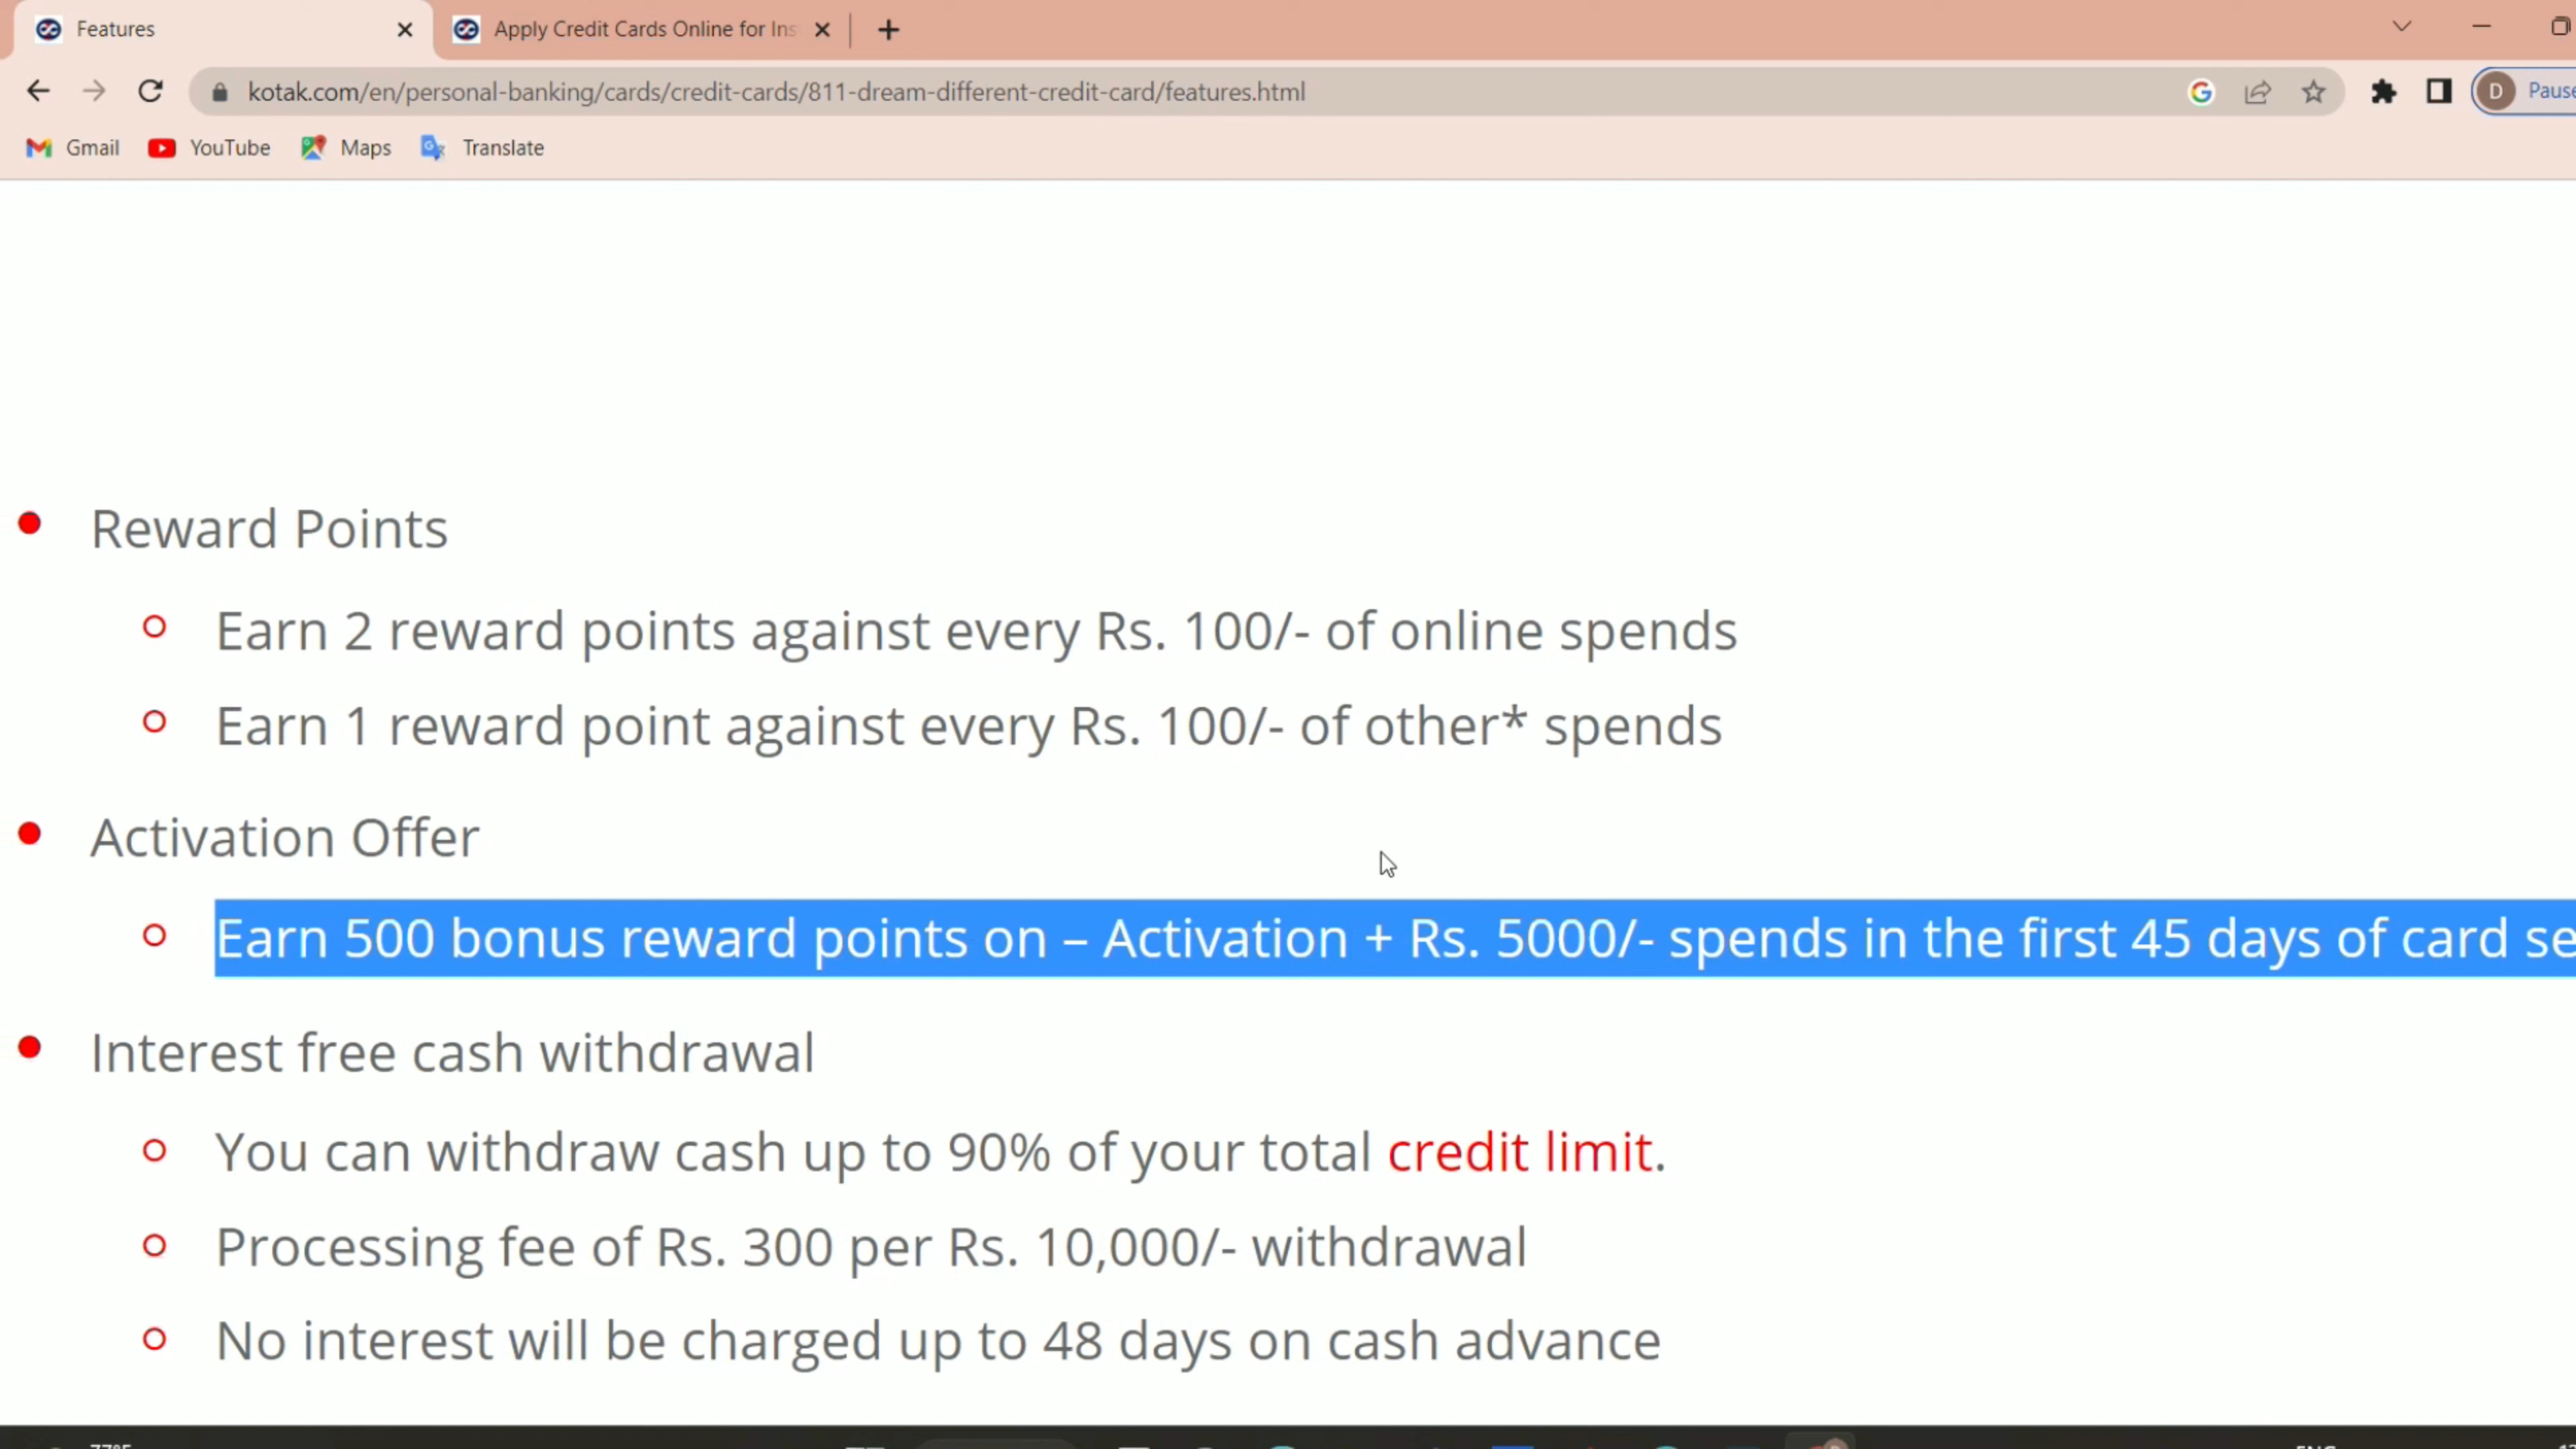 Features
Apply Credit Cards Online for Ins
kotak.com/en/personal-banking/cards/credit-cards/811-dream-different-credit-card/features.html
D
Gmail
YouTube
Maps
Translate
Reward Points
Earn 2 reward points against every Rs. 100/- of online spends
Earn 1 reward point against every Rs. 100/- of other* spends
Activation Offer
Earn 500 bonus reward points on – Activation + Rs. 5000/- spends in the first 45 days of card se
Interest free cash withdrawal
You can withdraw cash up to 90% of your total credit limit.
Processing fee of Rs. 300 per Rs. 10,000/- withdrawal
No interest will be charged up to 48 days on cash advance